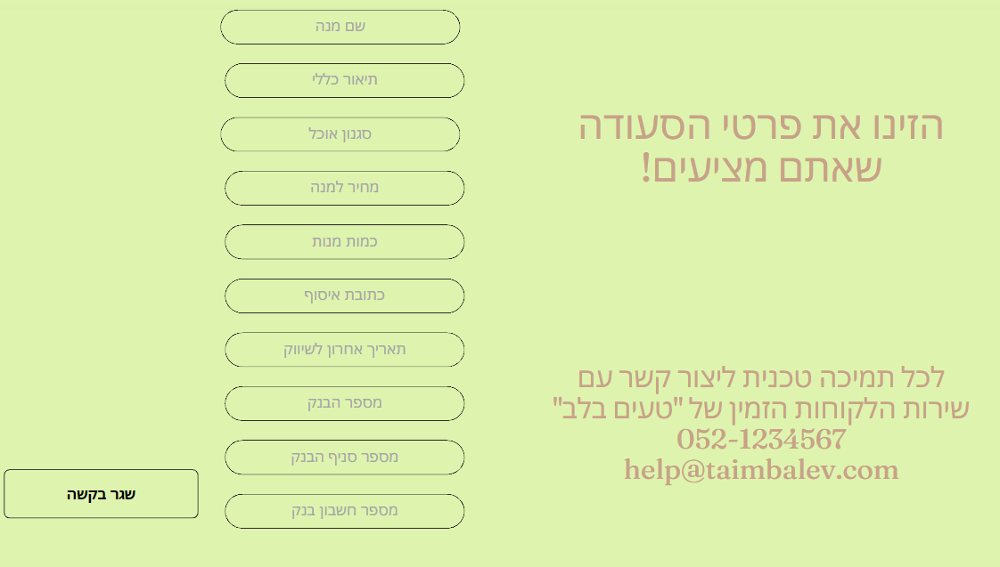 הזינו את פרטי הסעודה
שאתם מציעים!
לכל תמיכה טכנית ליצור קשר עם
שירות הלקוחות הזמין של "טעים בלב"
052-1234567
help@taimbalev.com
שם מנה
תיאור כללי
סגנון אוכל
מחיר למנה
כמות מנות
כתובת איסוף
תאריך אחרון לשיווק
מספר הבנק
מספר סניף הבנק
מספר חשבון בנק
שגר בקשה